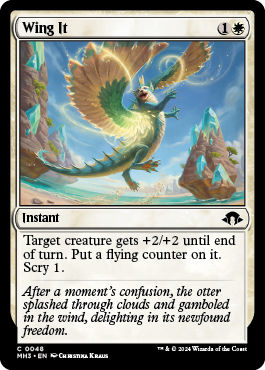 Wing It
1
Instant
Target creature gets +2/+2 until end
of turn. Put a flying counter on it.
Scry 1.
After a moment's confusion, the otter
splashed through clouds and gamboled
in the wind, delighting in its newfound
freedom.
C 0048
MH3 • EN Christina Kraus
™ & © 2024 Wizards of the Coast